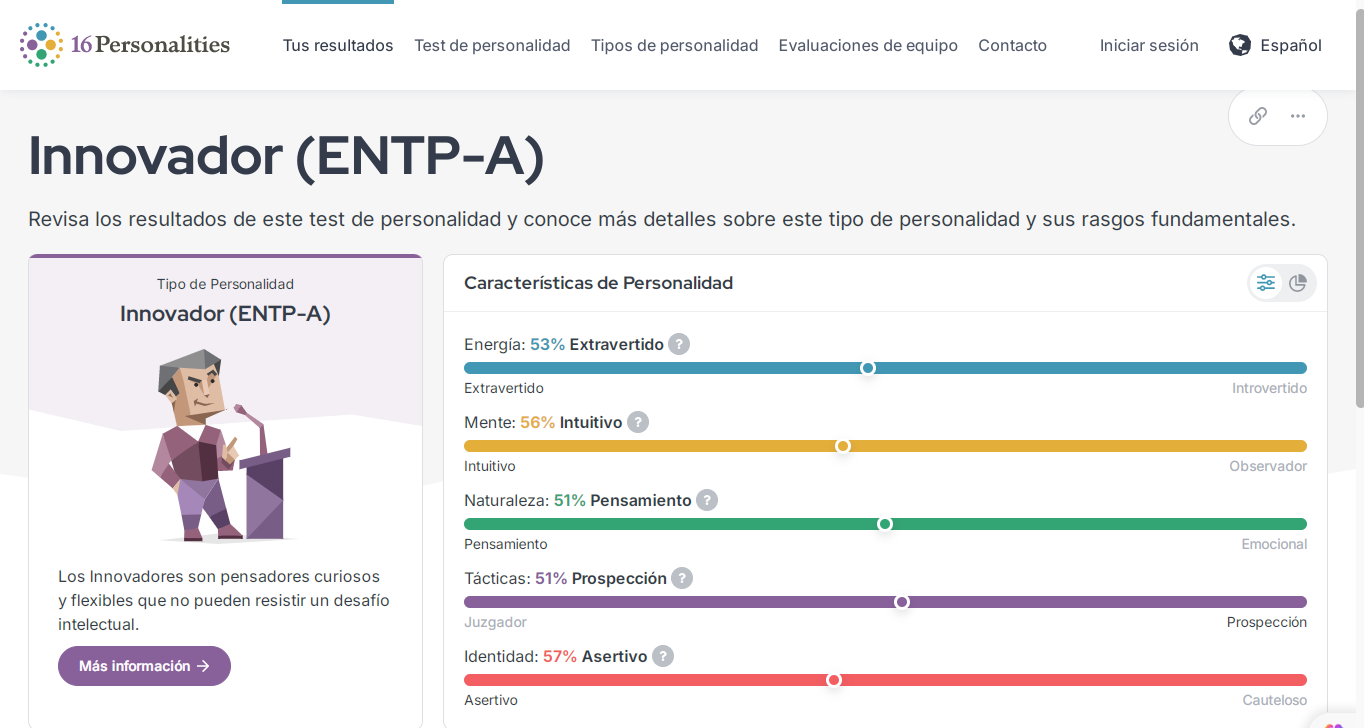 16Personalities
Tus resultados Test de personalidad Tipos de personalidad Evaluaciones de equipo Contacto Iniciar sesión Español
Innovador (ENTP-A)
Revisa los resultados de este test de personalidad y conoce más detalles sobre este tipo de personalidad y sus rasgos fundamentales.
Tipo de Personalidad
Innovador (ENTP-A)
Los Innovadores son pensadores curiosos
y flexibles que no pueden resistir un desafío
intelectual.
Más información →
Características de Personalidad
Energía: 53% Extravertido ?
Extravertido Introvertido
Mente: 56% Intuitivo ?
Intuitivo Observador
Naturaleza: 51% Pensamiento ?
Pensamiento Emocional
Tácticas: 51% Prospección ?
Juzgador Prospección
Identidad: 57% Asertivo ?
Asertivo Cauteloso